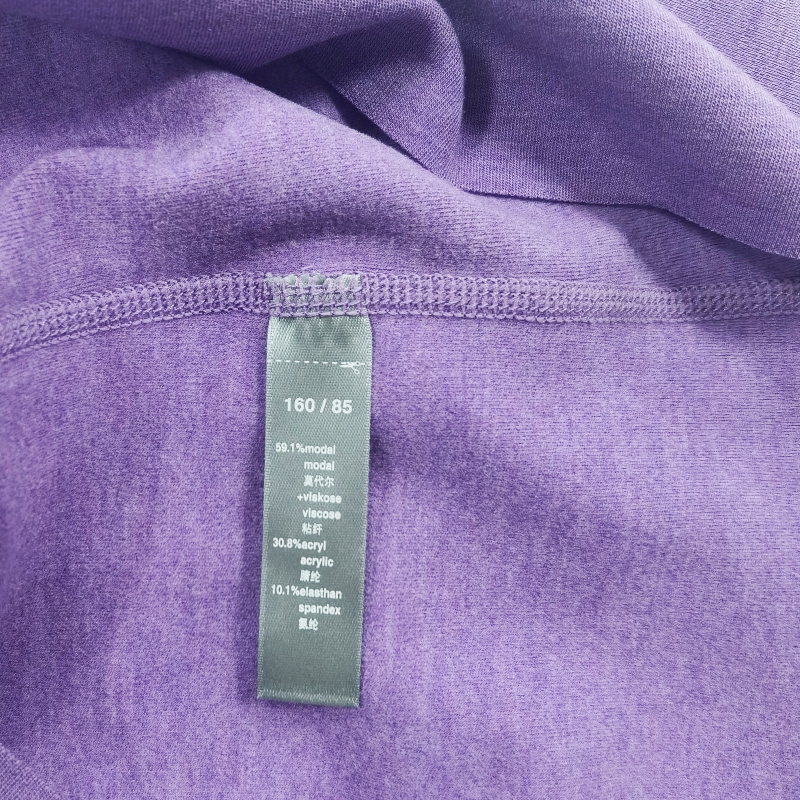 160 / 85
59.1%modal
modal
莫代尔
+viskose
viscose
粘纤
30.8%acryl
acrylic
腈纶
10.1%elasthan
spandex
氨纶